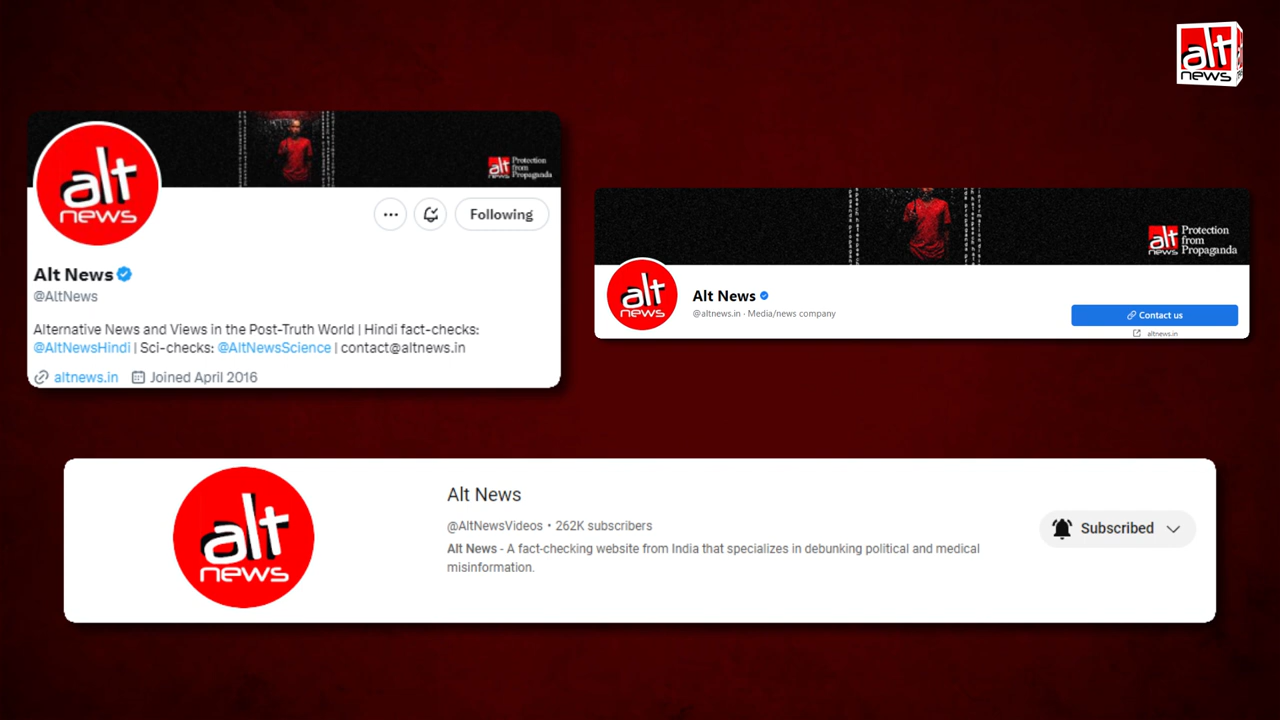 alt
news
alt
news
Protection
from
Propaganda
alt
news
Following
Alt News
@AltNews
Alternative News and Views in the Post-Truth World | Hindi fact-checks:
@AltNewsHindi | Sci-checks: @AltNewsScience | contact@altnews.in
altnews.in Joined April 2016
alt
news
Protection
from
Propaganda
alt
news
Alt News
@altnews.in · Media/news company
Contact us
altnews.in
alt
news
Alt News
@AltNewsVideos • 262K subscribers
Alt News - A fact-checking website from India that specializes in debunking political and medical
misinformation.
Subscribed